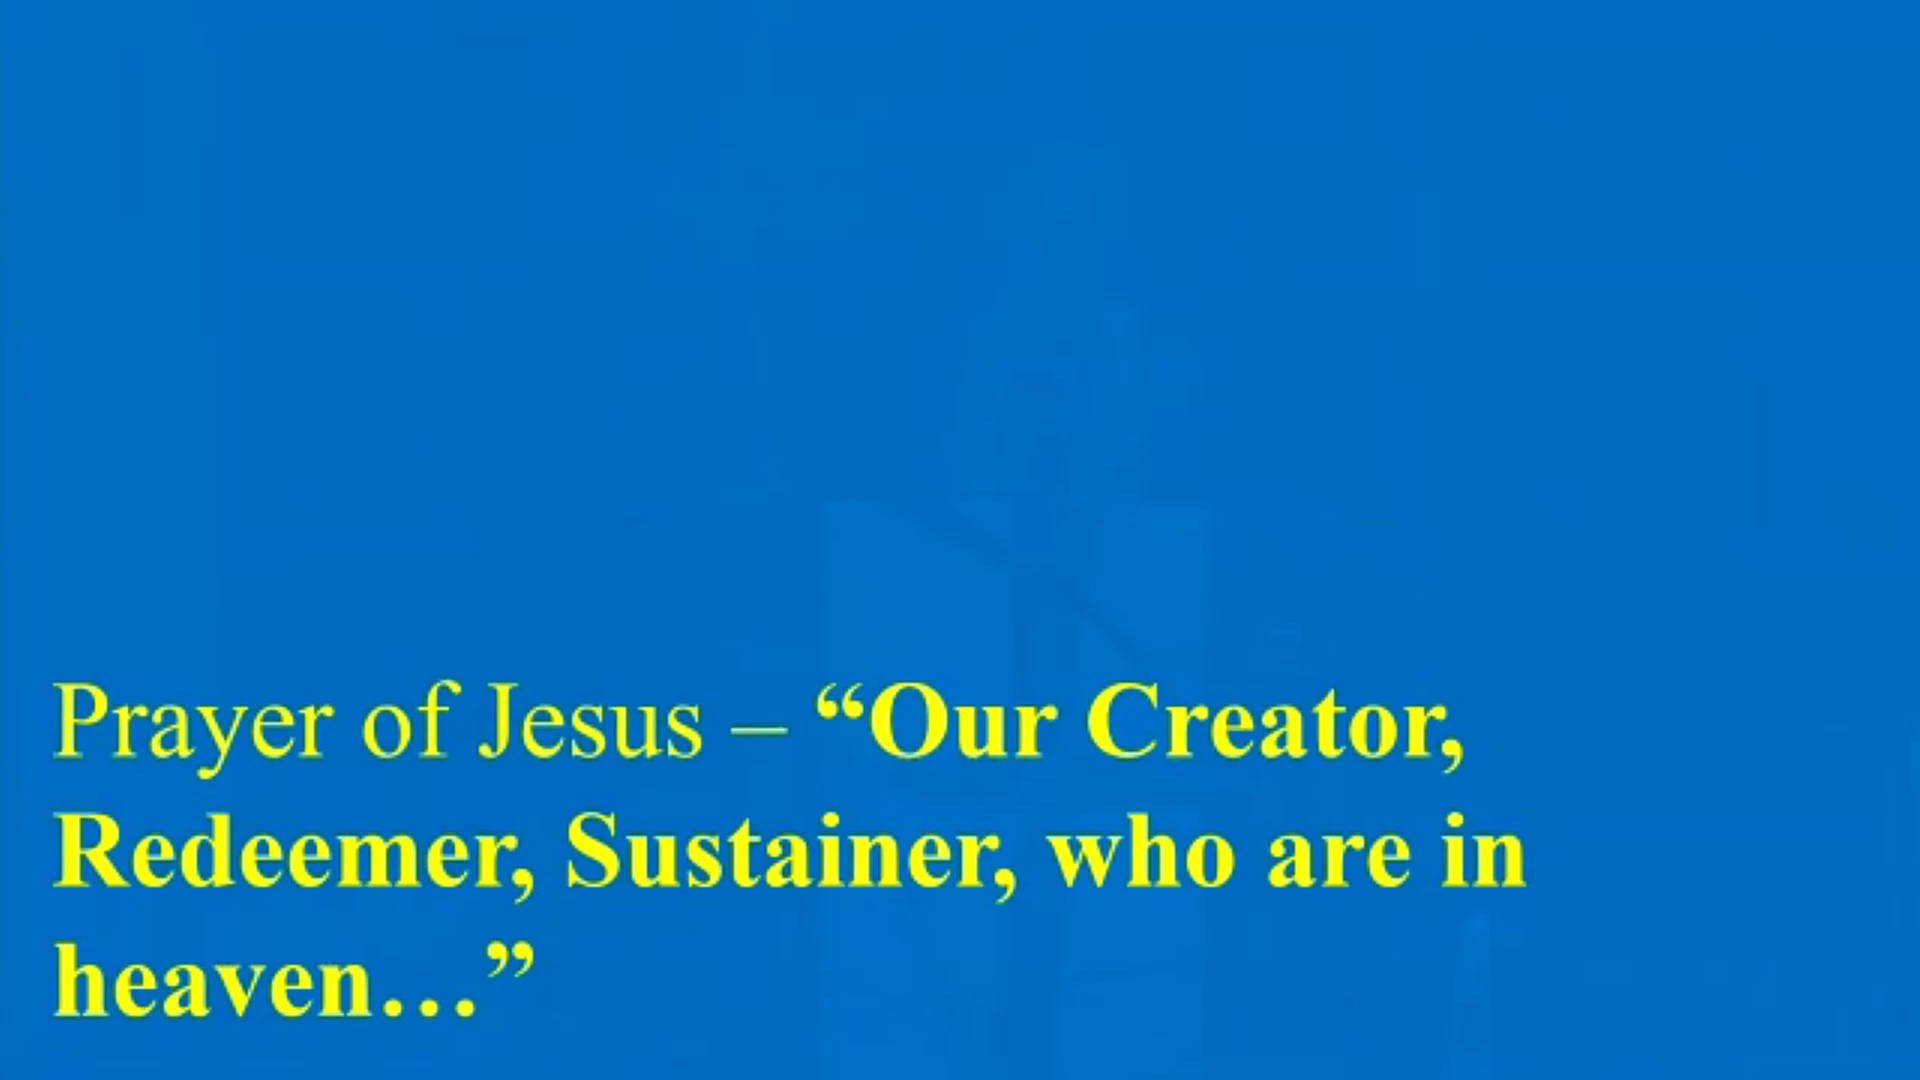 Prayer of Jesus – “Our Creator,
Redeemer, Sustainer, who are in
heaven…”